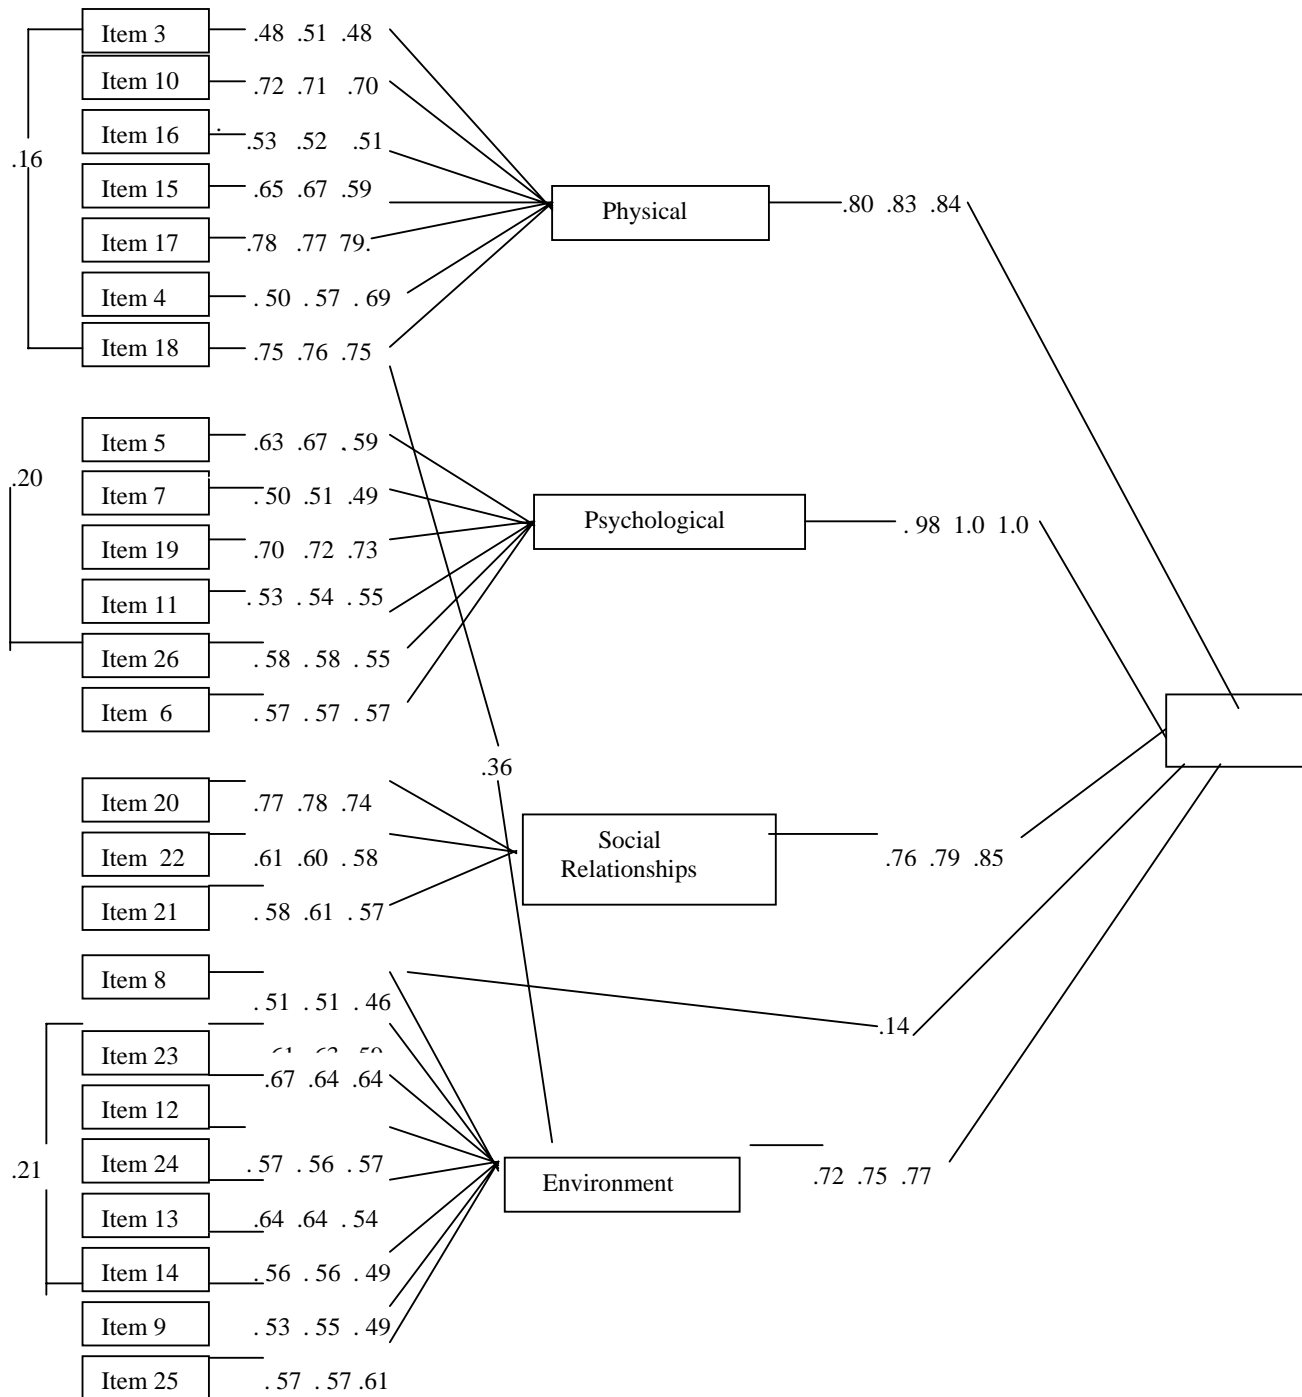 Item 3 .48 .51 .48
Item 10 .72 .71 .70
Item 16 .53 .52 .51
.16
Item 15 .65 .67 .59
Physical .80 .83 .84
Item 17 .78 .77 79.
Item 4 . 50 . 57 . 69
Item 18 .75 .76 .75
Item 5 .63 .67 . 59
.20
Item 7 . 50 .51 .49
Item 19 .70 .72 .73
Psychological . 98 1.0 1.0
Item 11 . 53 . 54 . 55
Item 26 . 58 . 58 . 55
Item 6 . 57 . 57 . 57
.36
Item 20 .77 .78 .74
Item 22 .61 .60 . 58
Social
Relationships
.76 .79 .85
Item 21 . 58 .61 . 57
Item 8
. 51 . 51 . 46
.14
Item 23
.67 .64 .64
Item 12
.21
Item 24 . 57 . 56 . 57
Environment .72 .75 .77
Item 13 .64 .64 . 54
Item 14 . 56 . 56 . 49
Item 9 . 53 . 55 . 49
Item 25 . 57 . 57 .61